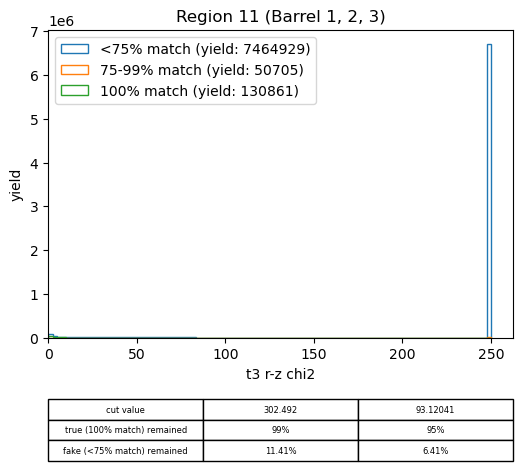 Region 11 (Barrel 1, 2, 3)
1e6
<75% match (yield: 7464929)
75-99% match (yield: 50705)
100% match (yield: 130861)
7
6
5
4
3
2
1
0
yield
0 50 100 150 200 250
t3 r-z chi2
cut value 302.492 93.12041
true (100% match) remained 99% 95%
fake (<75% match) remained 11.41% 6.41%